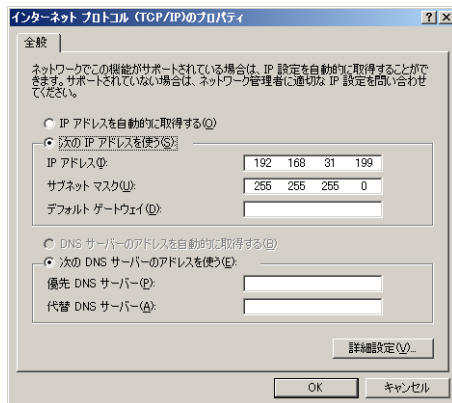 インターネット プロトコル (TCP/IP)のプロパティ
全般
ネットワークでこの機能がサポートされている場合は、IP 設定を自動的に取得することがで
きます。サポートされていない場合は、ネットワーク管理者に適切な IP 設定を問い合わせ
てください。
IP アドレスを自動的に取得する(O)
次の IP アドレスを使う(S):
IP アドレス(I): 192 168 31 199
サブネット マスク(U): 255 255 255 0
デフォルト ゲートウェイ(D):
DNS サーバーのアドレスを自動的に取得する(B)
次の DNS サーバーのアドレスを使う(E):
優先 DNS サーバー(P):
代替 DNS サーバー(A):
詳細設定(V)...
OK キャンセル